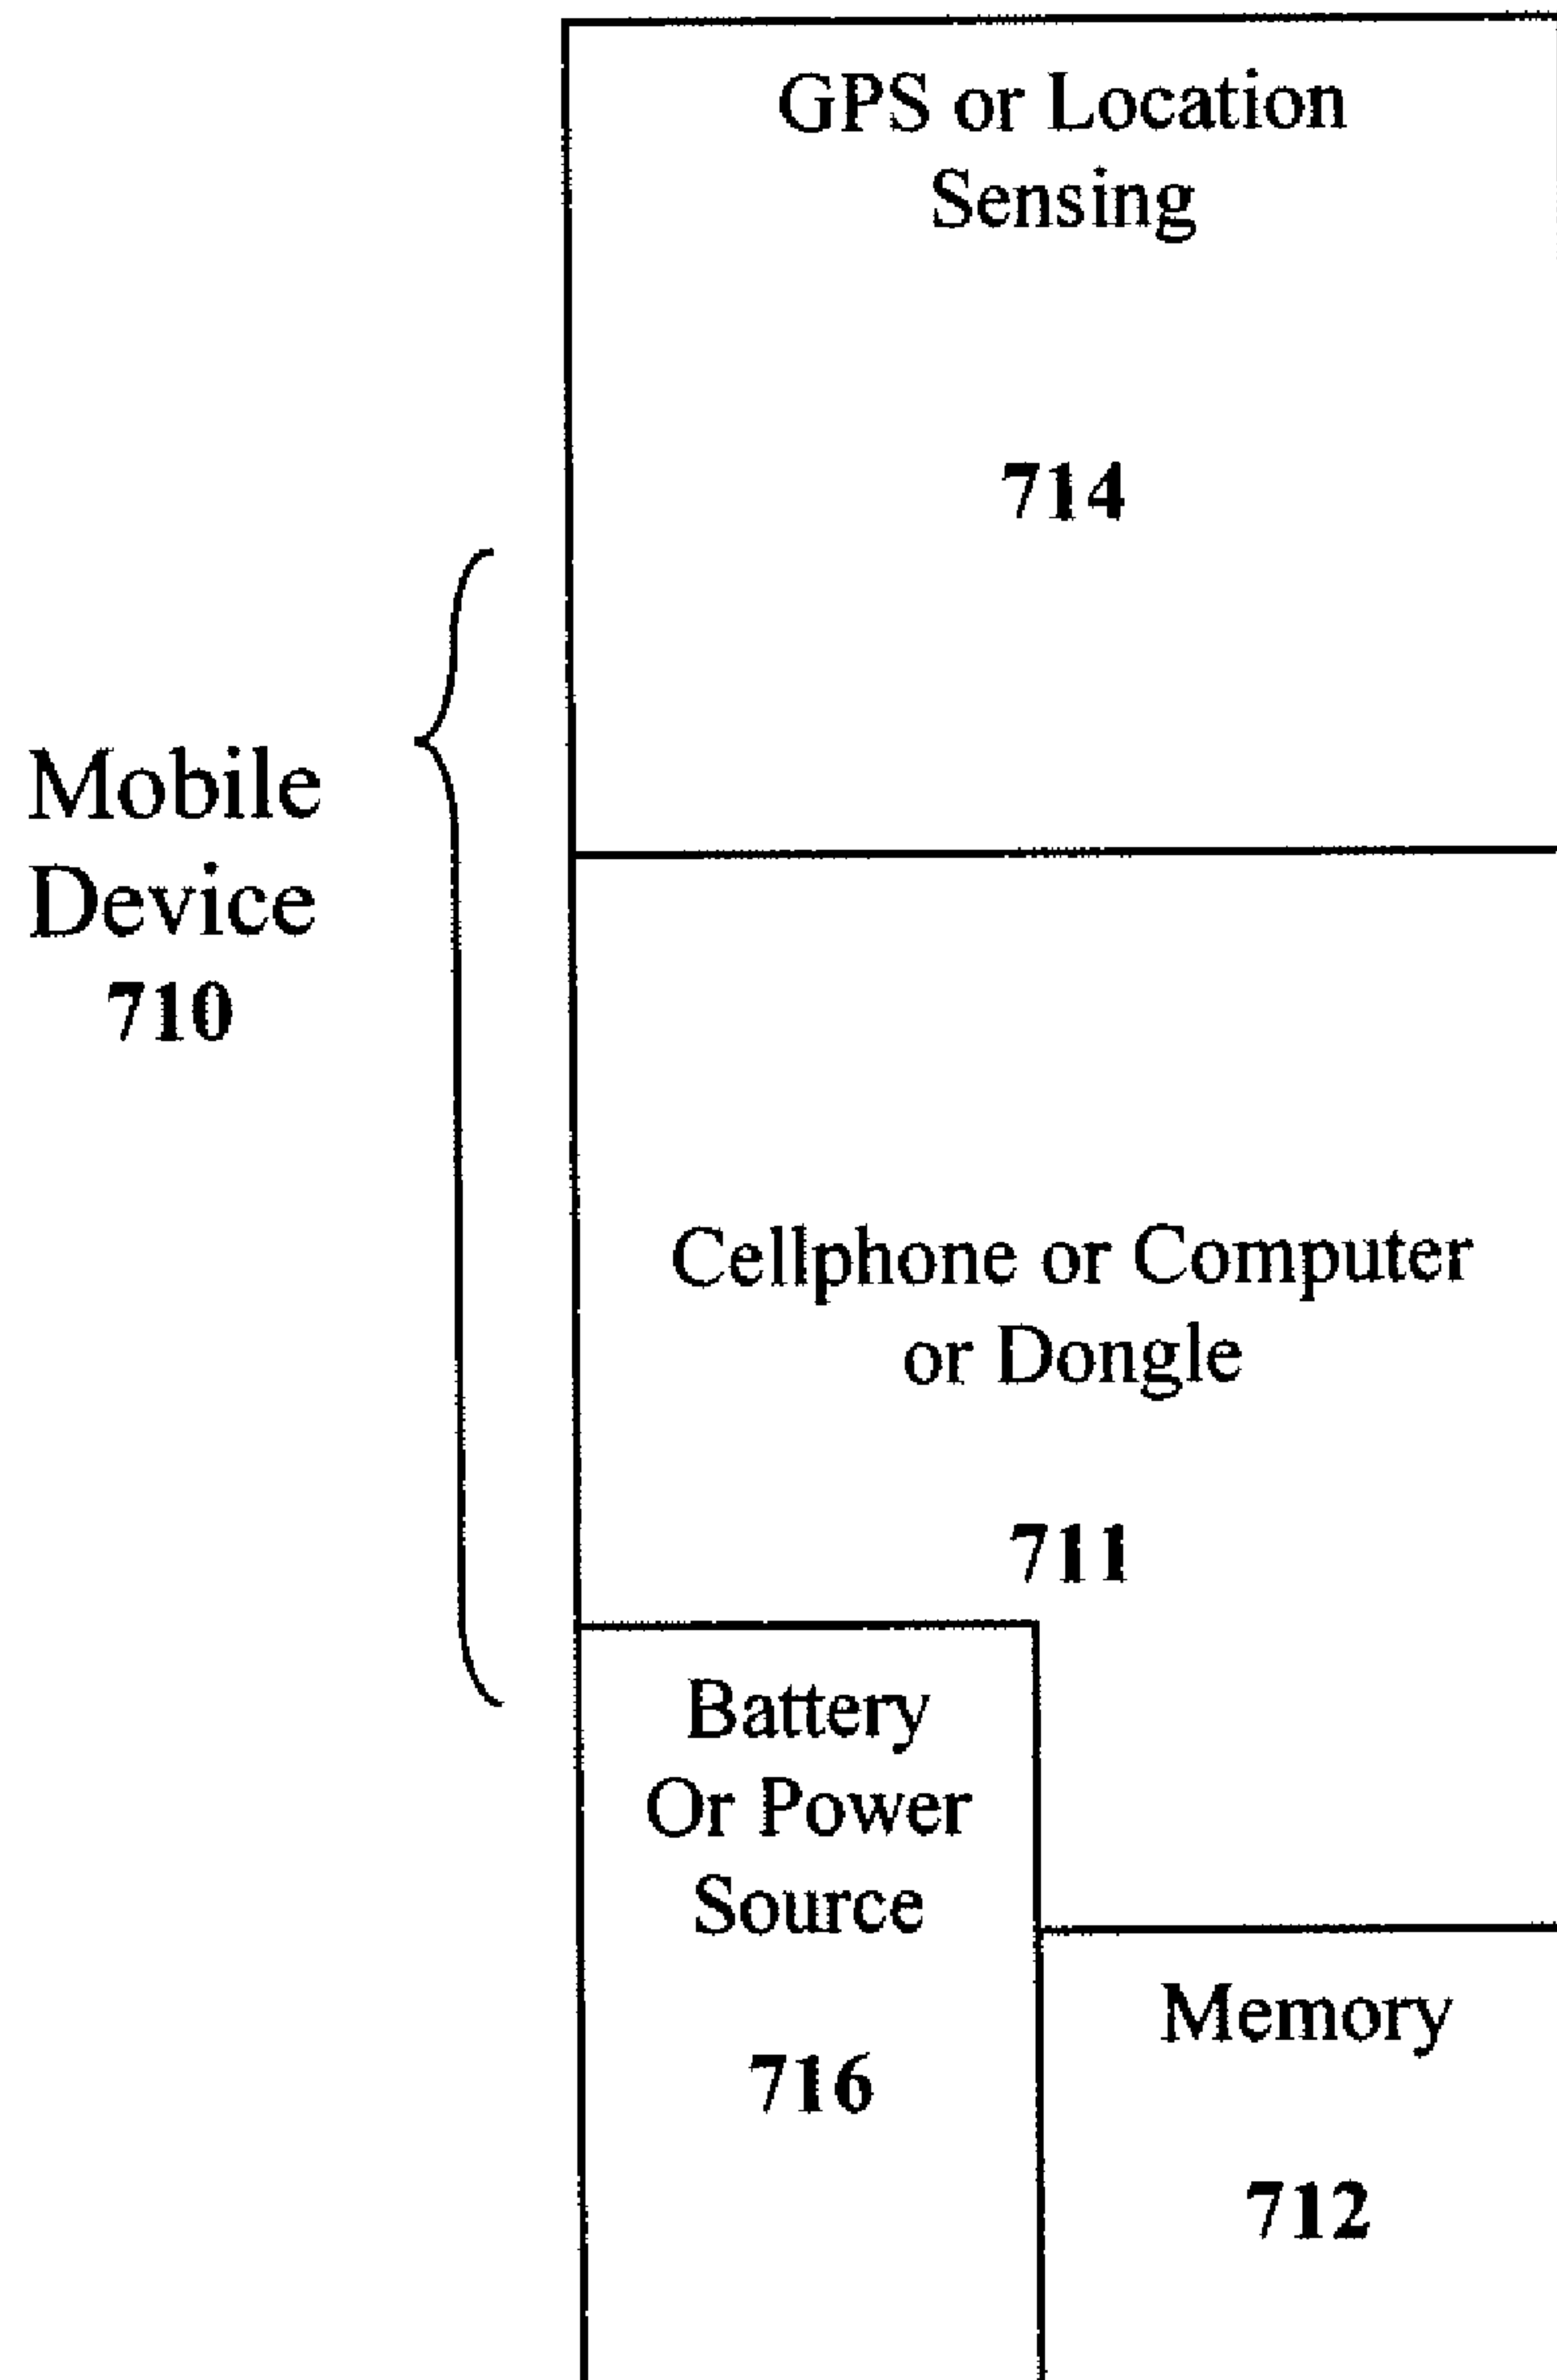 GPS or Location
Sensing
714
Mobile
Device
710
Cellphone or Computer
or Dongle
711
Battery
Or Power
Source
716
Memory
712